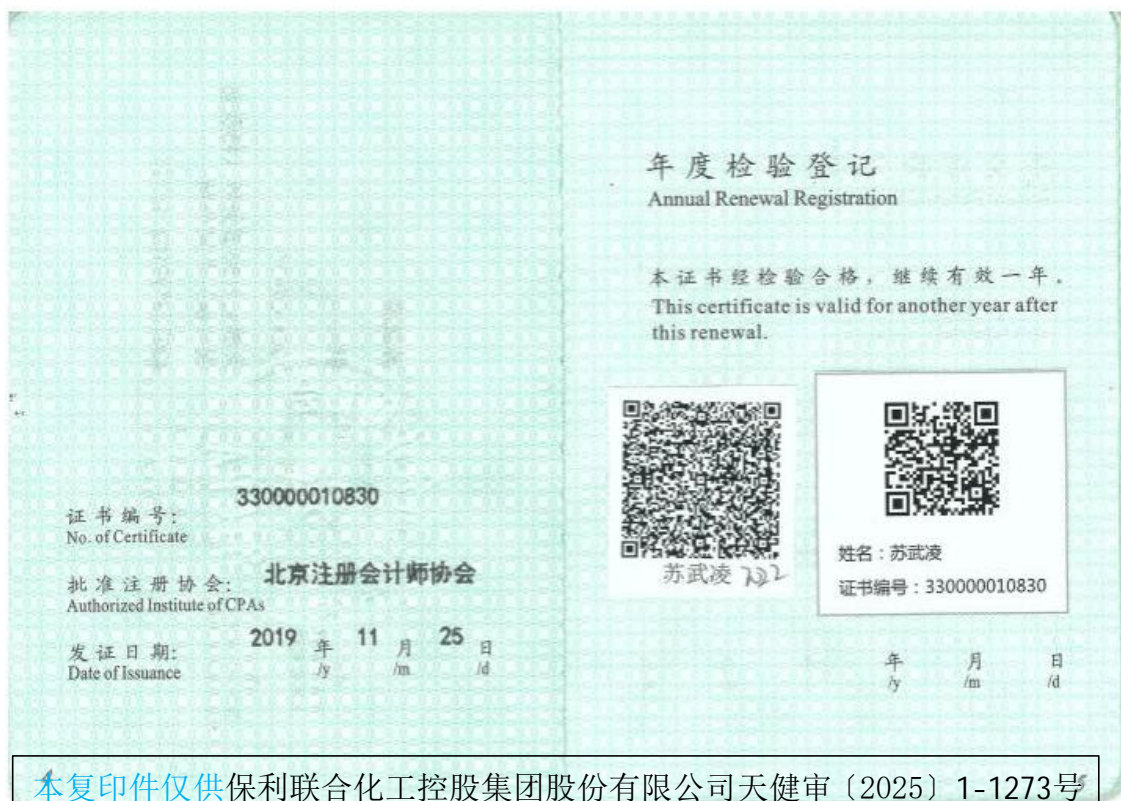 证书编号:
330000010830
No. of Certificate
批准注册协会:
北京注册会计师协会
Authorized Institute of CPAs
发证日期:
2019 年 11 月 25 日
Date of Issuance
/y /m /d
年度检验登记
Annual Renewal Registration
本证书经检验合格，继续有效一年。
This certificate is valid for another year after
this renewal.
苏武凌
姓名：苏武凌
证书编号：330000010830
年 月 日
/y /m /d
本复印件仅供保利联合化工控股集团股份有限公司天健审〔2025〕1-1273号